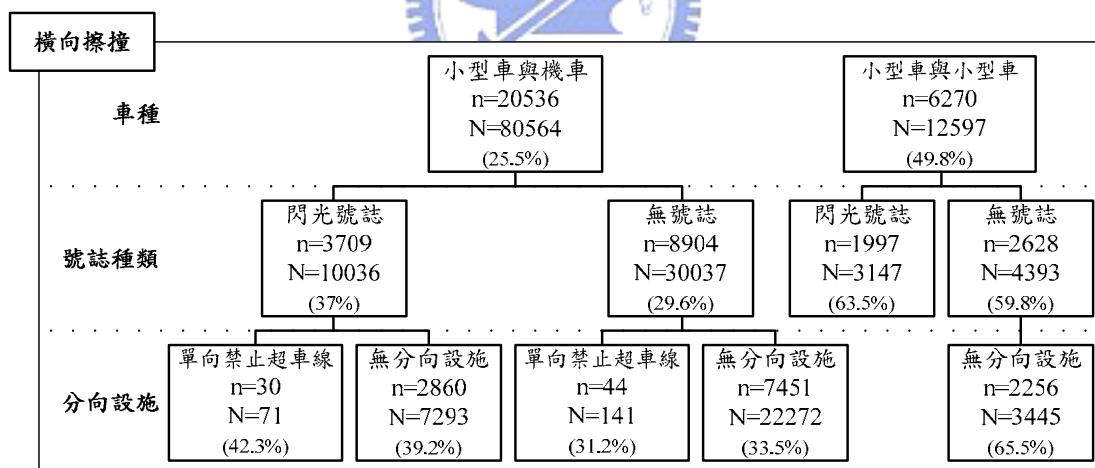 橫向擦撞
車種
小型車與機車
n=20536
N=80564
(25.5%)
小型車與小型車
n=6270
N=12597
(49.8%)
號誌種類
閃光號誌
n=3709
N=10036
(37%)
無號誌
n=8904
N=30037
(29.6%)
閃光號誌
n=1997
N=3147
(63.5%)
無號誌
n=2628
N=4393
(59.8%)
分向設施
單向禁止超車線
n=30
N=71
(42.3%)
無分向設施
n=2860
N=7293
(39.2%)
單向禁止超車線
n=44
N=141
(31.2%)
無分向設施
n=7451
N=22272
(33.5%)
無分向設施
n=2256
N=3445
(65.5%)